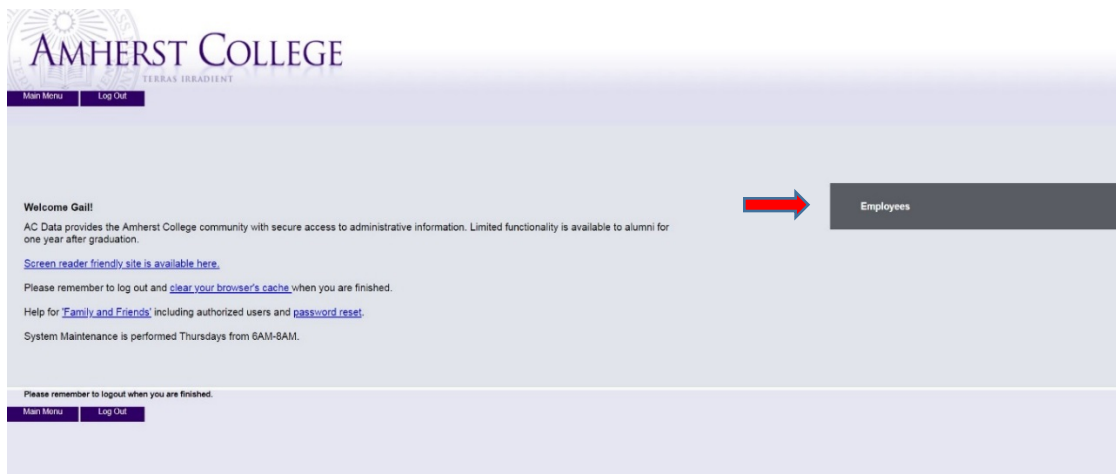 AMHERST COLLEGE
TERRAS IRRADIENT
Main Menu Log Out
Employees
Welcome Gail!
AC Data provides the Amherst College community with secure access to administrative information. Limited functionality is available to alumni for
one year after graduation.
Screen reader friendly site is available here.
Please remember to log out and clear your browser's cache when you are finished.
Help for 'Family and Friends' including authorized users and password reset.
System Maintenance is performed Thursdays from 6AM-8AM.
Please remember to logout when you are finished.
Main Menu Log Out